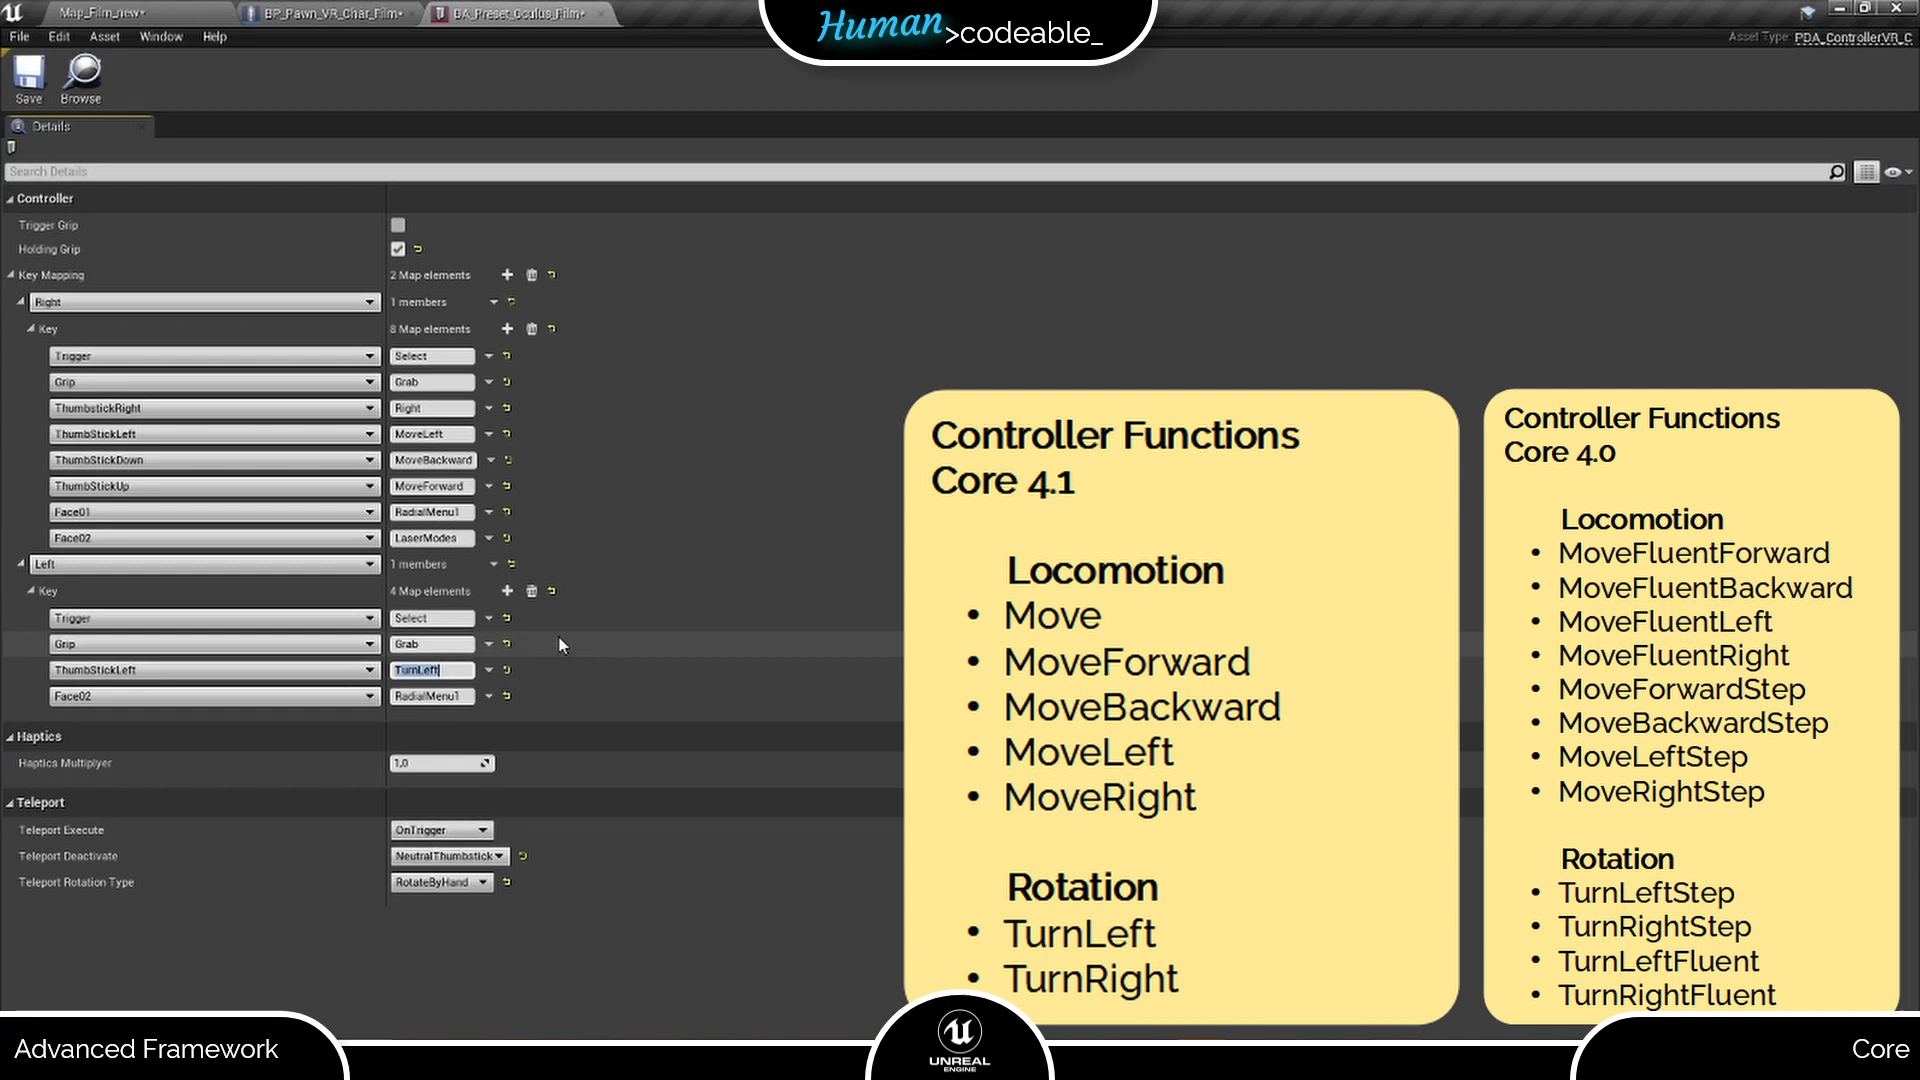 Map_Film_new*
BP_Pawn_VR_Char_Film*
DA_Preset_Oculus_Film*
Human >codeable_
File Edit Asset Window Help
Asset Type: PDA_ControllerVR_C
Save
Browse
Details
Search Details
Controller
Trigger Grip
Holding Grip
Key Mapping 2 Map elements
Right 1 members
Key 8 Map elements
Trigger Select
Grip Grab
ThumbstickRight Right
ThumbStickLeft MoveLeft
ThumbStickDown MoveBackward
ThumbStickUp MoveForward
Face01 RadialMenu1
Face02 LaserModes
Left 1 members
Key 4 Map elements
Trigger Select
Grip Grab
ThumbStickLeft TurnLeft
Face02 RadialMenu1
Haptics
Haptics Multiplyer 1,0
Teleport
Teleport Execute OnTrigger
Teleport Deactivate NeutralThumbstick
Teleport Rotation Type RotateByHand
Controller Functions
Core 4.1
Locomotion
• Move
• MoveForward
• MoveBackward
• MoveLeft
• MoveRight
Rotation
• TurnLeft
• TurnRight
Controller Functions
Core 4.0
Locomotion
• MoveFluentForward
• MoveFluentBackward
• MoveFluentLeft
• MoveFluentRight
• MoveForwardStep
• MoveBackwardStep
• MoveLeftStep
• MoveRightStep
Rotation
• TurnLeftStep
• TurnRightStep
• TurnLeftFluent
• TurnRightFluent
Advanced Framework
UNREAL
ENGINE
Core